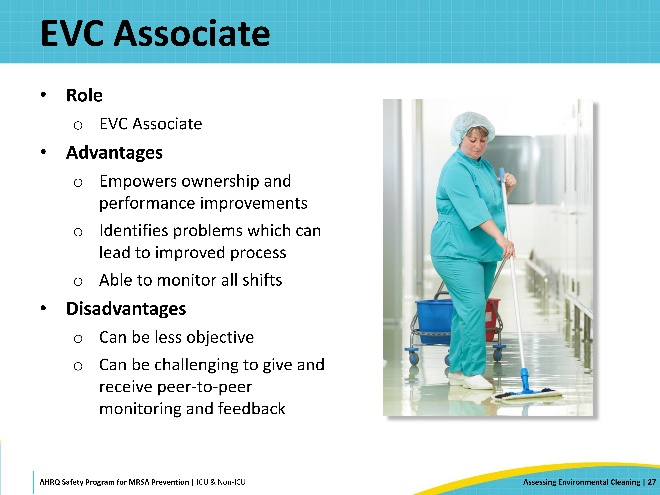 EVC Associate
• Role
o EVC Associate
• Advantages
o Empowers ownership and
performance improvements
o Identifies problems which can
lead to improved process
o Able to monitor all shifts
• Disadvantages
o Can be less objective
o Can be challenging to give and
receive peer-to-peer
monitoring and feedback
AHRQ Safety Program for MRSA Prevention | ICU & Non-ICU
Assessing Environmental Cleaning | 27